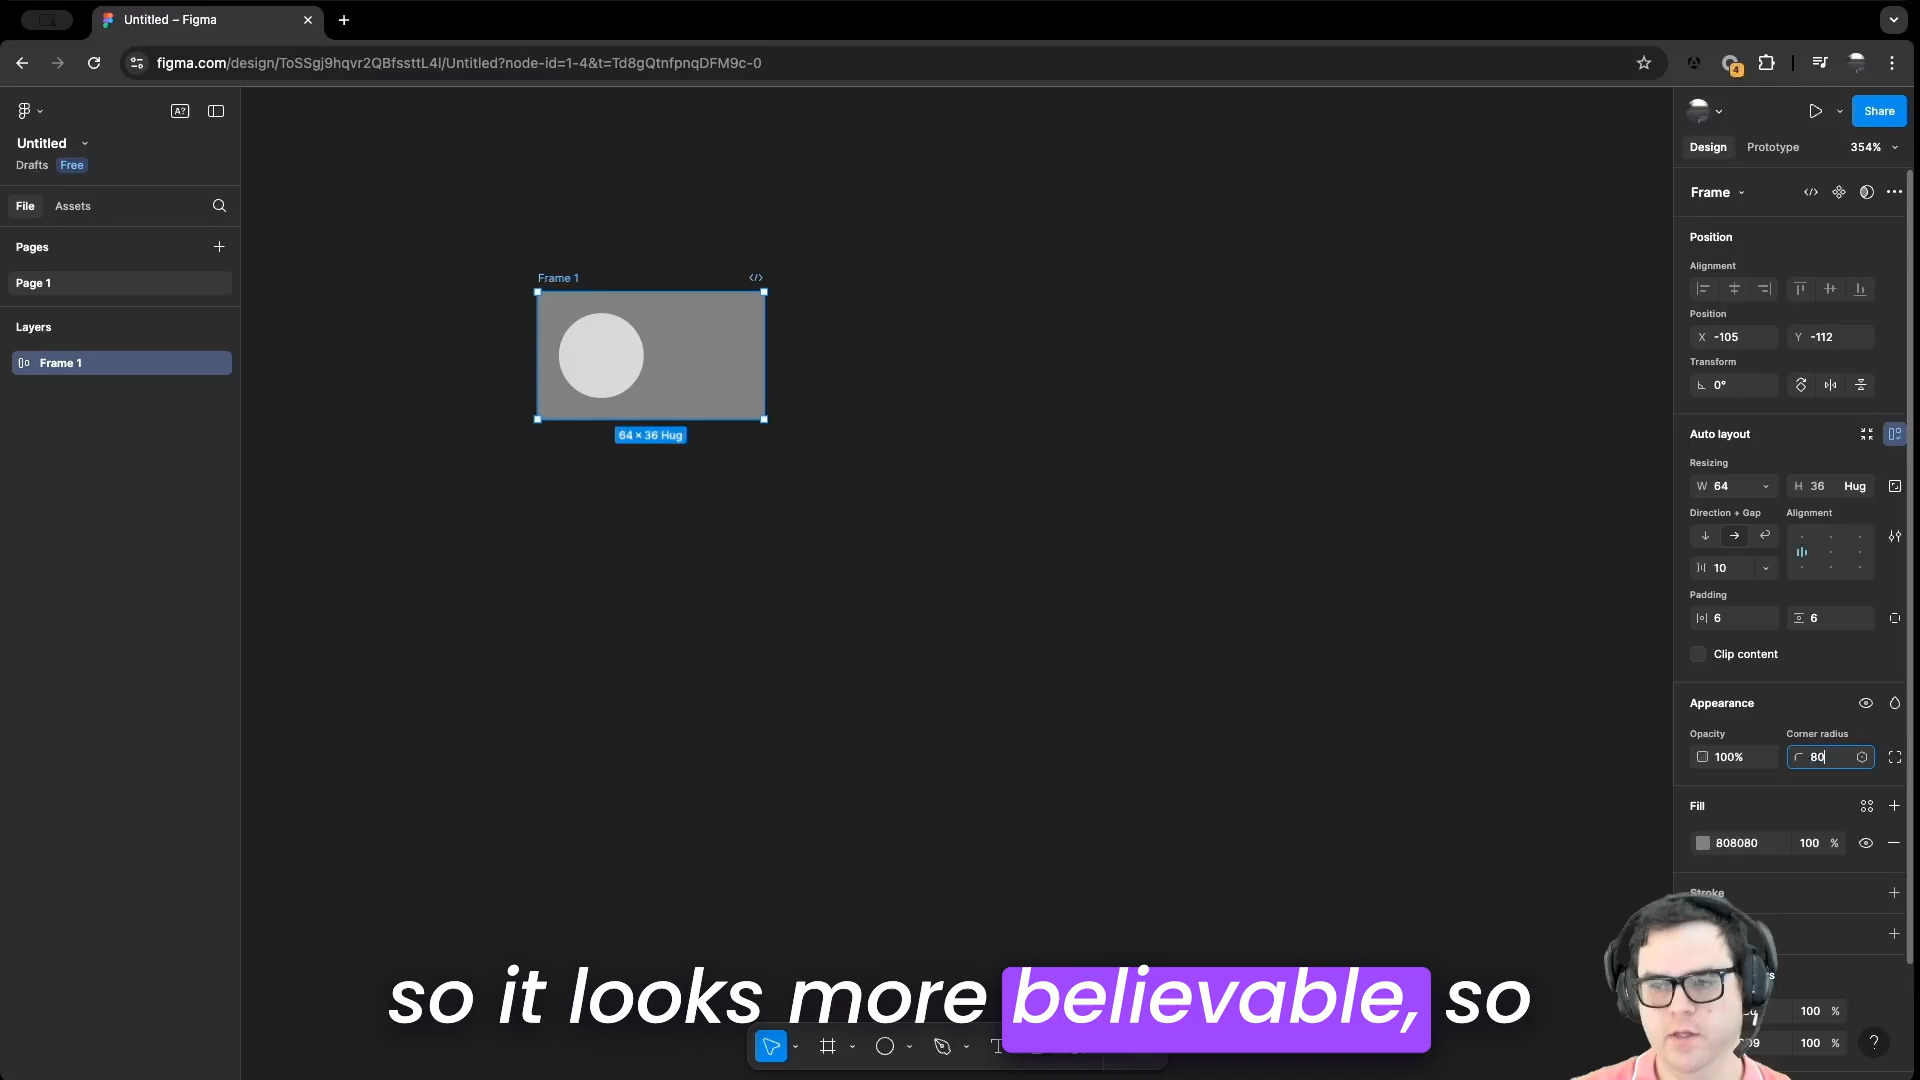 Untitled – Figma
figma.com/design/ToSSgj9hqvr2QBfssttL4l/Untitled?node-id=1-4&t=Td8gQtnfpnqDFM9c-0
4
A?
Untitled
Drafts Free
File Assets
Pages
Page 1
Layers
Frame 1
Frame 1
64 × 36 Hug
Share
Design Prototype 354%
Frame
Position
Alignment
Position
X -105 Y -112
Transform
0°
Auto layout
Resizing
W 64 H 36 Hug
Direction + Gap Alignment
10
Padding
6 6
Clip content
Appearance
Opacity Corner radius
100% 80
Fill
808080 100 %
Stroke
100 %
100 %
?
so it looks more believable, so